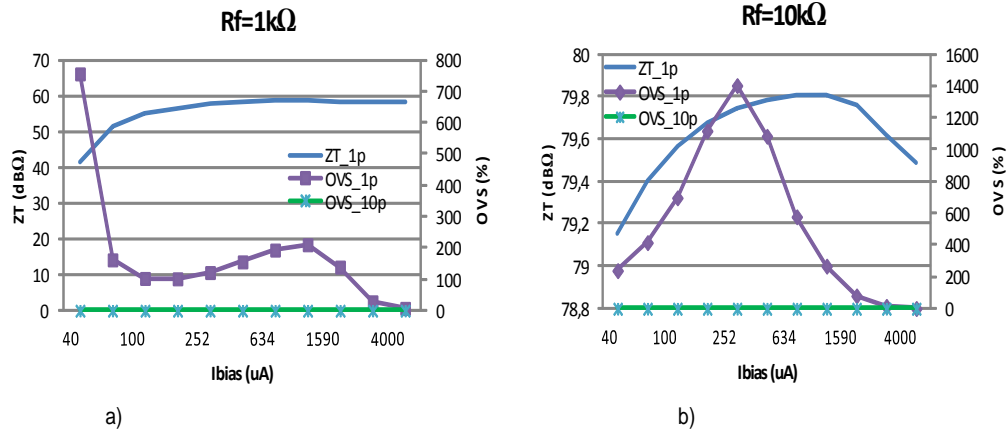 Rf=1kΩ
70
60
50
40
30
20
10
0
ZT (dBΩ)
800
700
600
500
400
300
200
100
0
OVS (%)
ZT_1p
OVS_1p
OVS_10p
40 100 252 634 1590 4000
Ibias (uA)
a)
Rf=10kΩ
80
79,8
79,6
79,4
79,2
79
78,8
ZT (dBΩ)
1600
1400
1200
1000
800
600
400
200
0
OVS (%)
ZT_1p
OVS_1p
OVS_10p
40 100 252 634 1590 4000
Ibias (uA)
b)